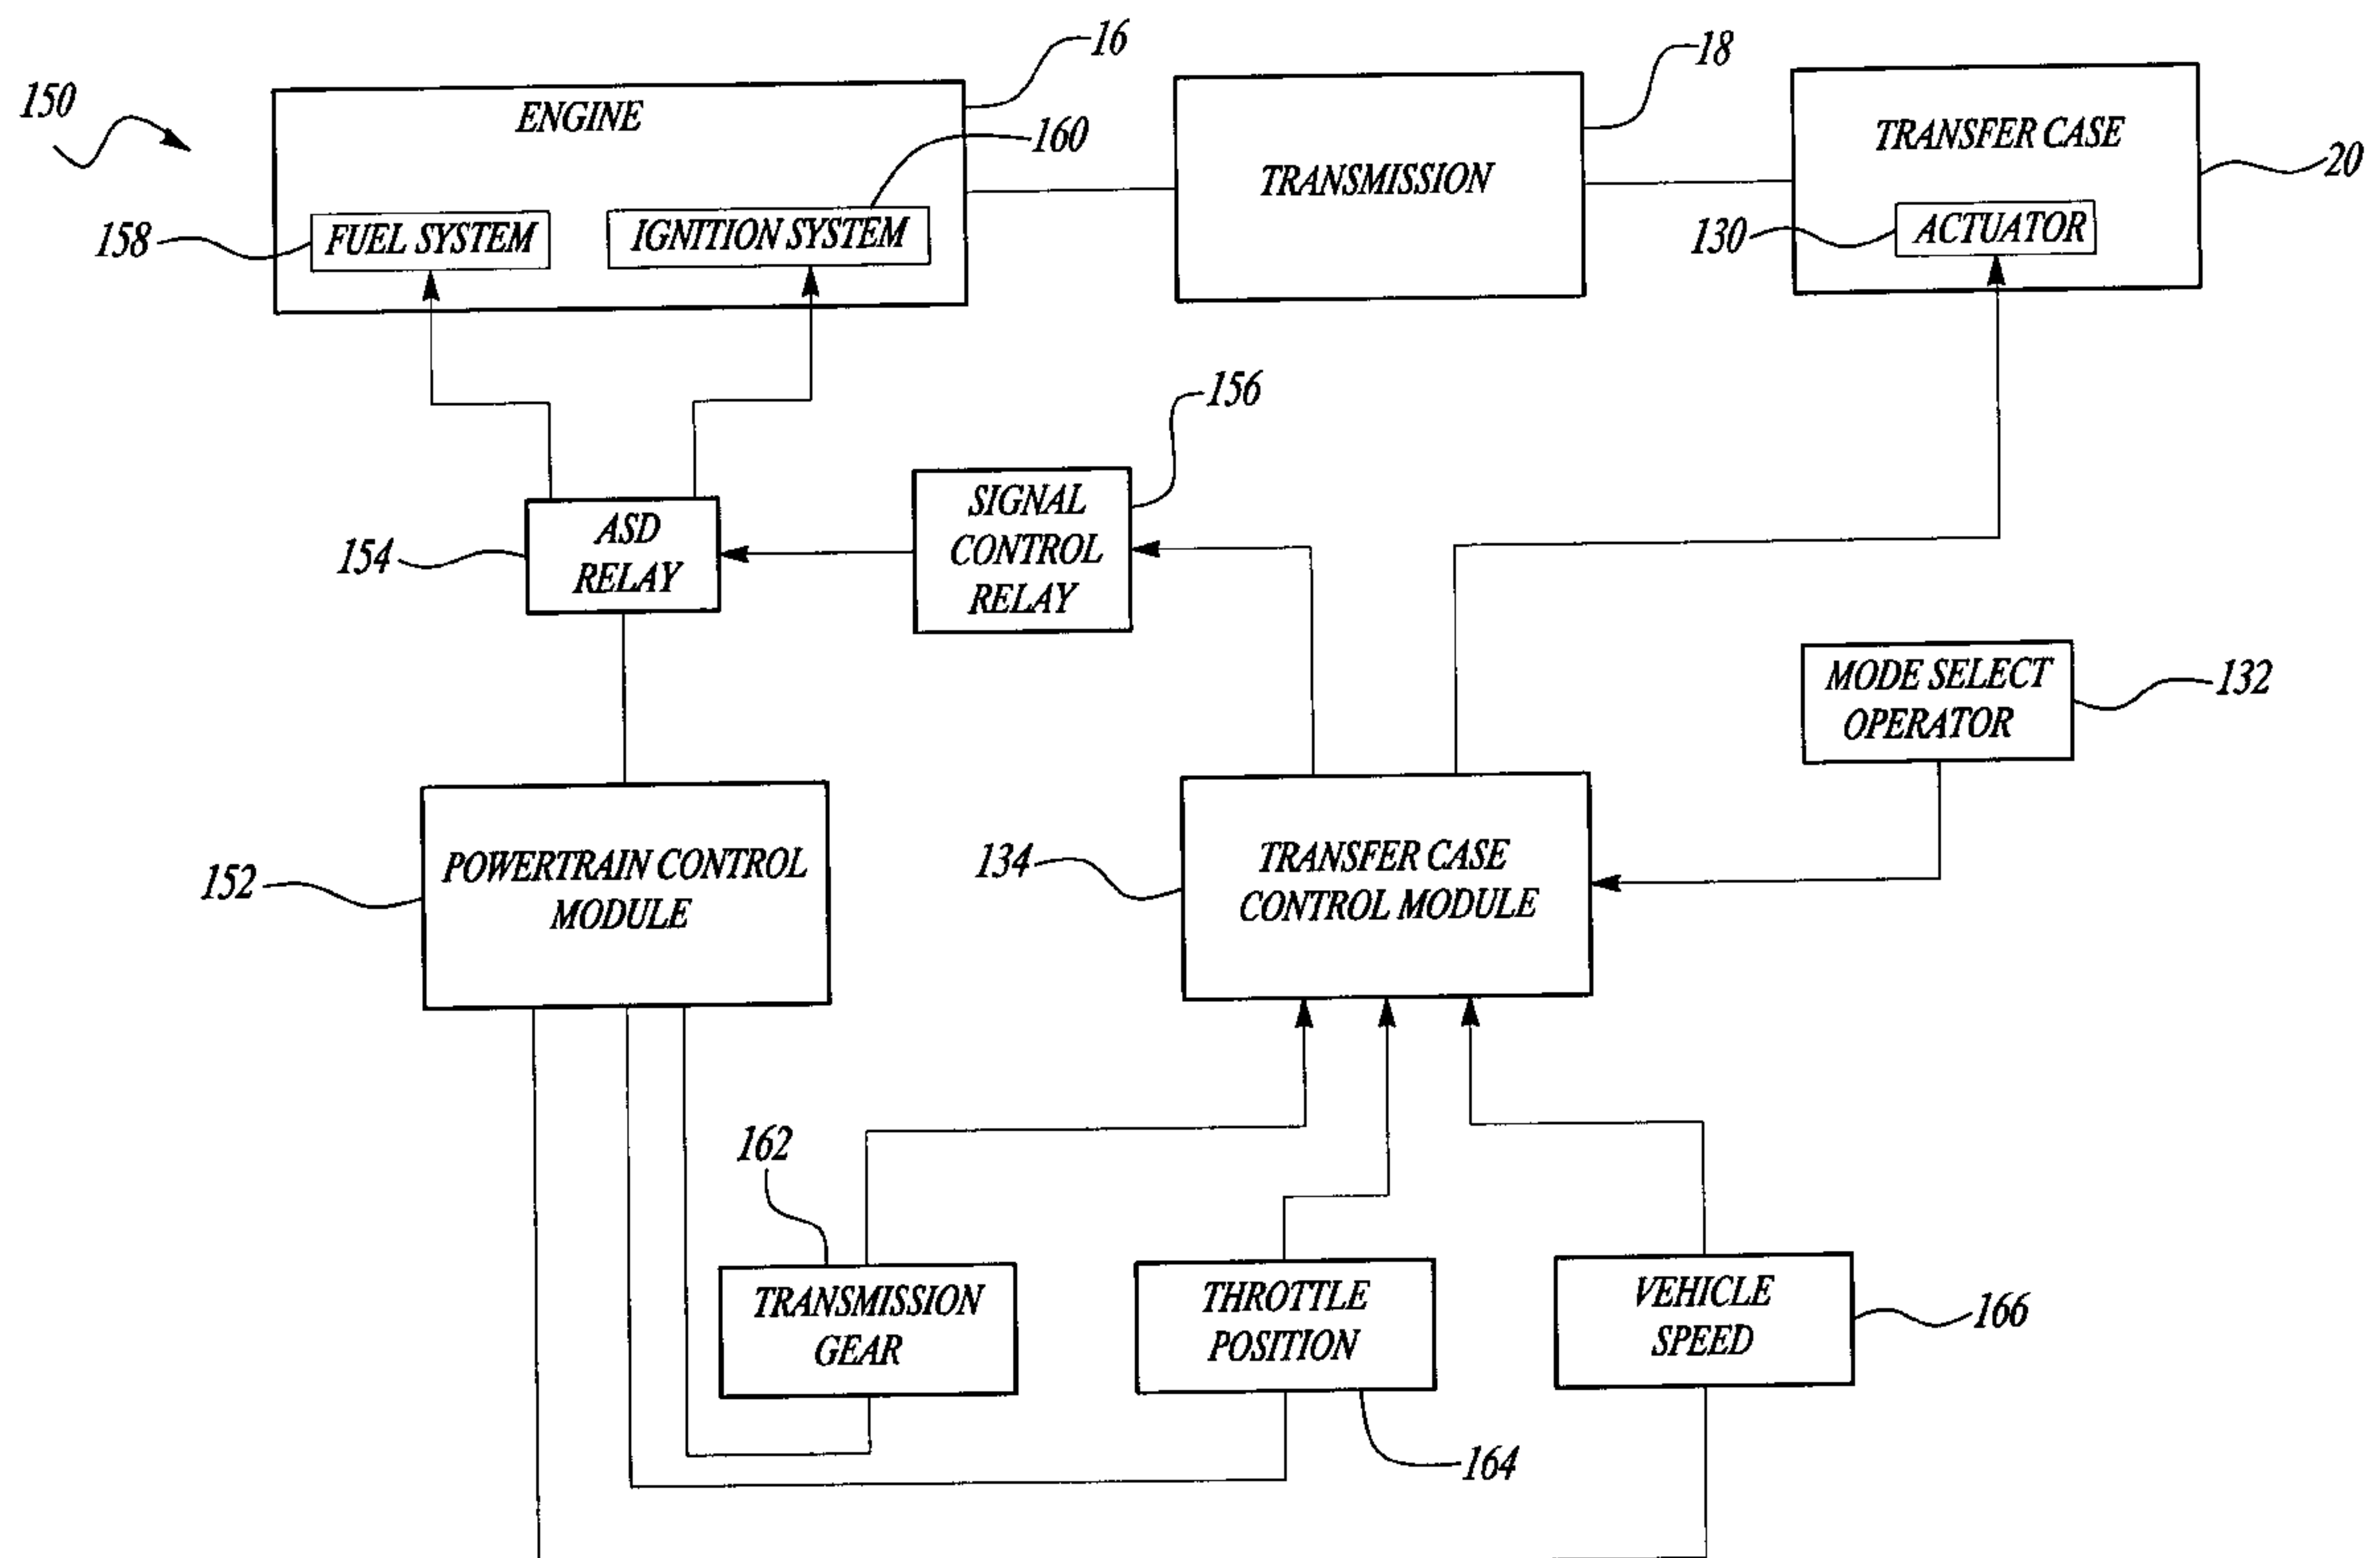 150
ENGINE
16
160
FUEL SYSTEM
IGNITION SYSTEM
158
TRANSMISSION
18
TRANSFER CASE
20
130
ACTUATOR
156
SIGNAL
CONTROL
RELAY
ASD
RELAY
154
MODE SELECT
OPERATOR
132
POWERTRAIN CONTROL
MODULE
152
134
TRANSFER CASE
CONTROL MODULE
162
TRANSMISSION
GEAR
THROTTLE
POSITION
164
VEHICLE
SPEED
166